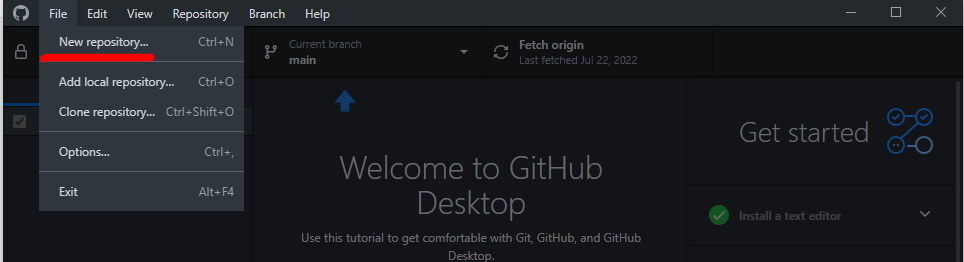 File Edit View Repository Branch Help
New repository... Ctrl+N
Add local repository... Ctrl+O
Clone repository... Ctrl+Shift+O
Options... Ctrl+,
Exit Alt+F4
Current branch
main
Fetch origin
Last fetched Jul 22, 2022
Welcome to GitHub
Desktop
Use this tutorial to get comfortable with Git, GitHub, and GitHub
Desktop.
Get started
Install a text editor